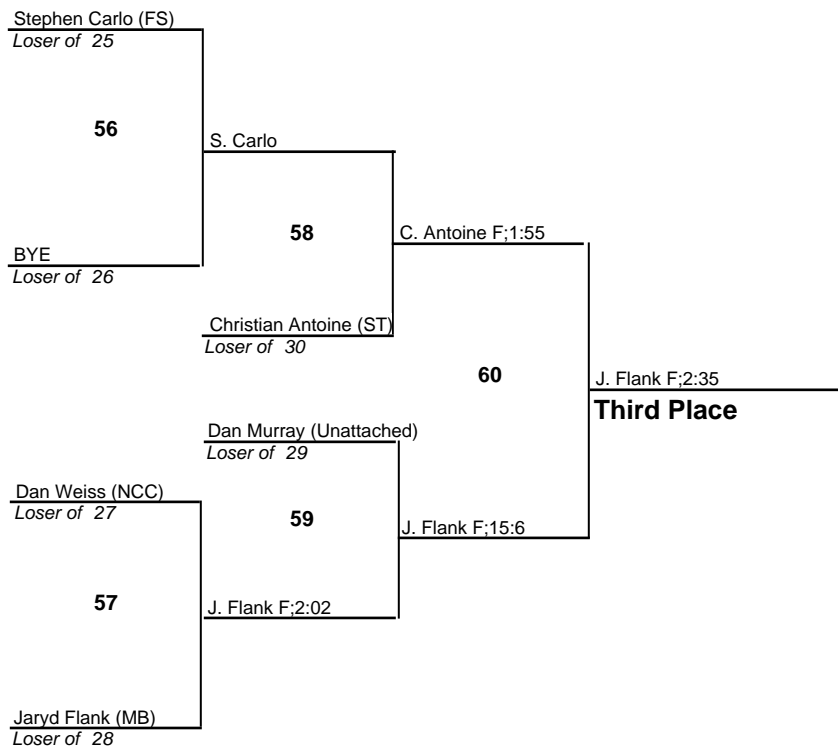 Stephen Carlo (FS)
Loser of 25
56
S. Carlo
58
C. Antoine F;1:55
BYE
Loser of 26
Christian Antoine (ST)
Loser of 30
60
J. Flank F;2:35
Third Place
Dan Murray (Unattached)
Loser of 29
Dan Weiss (NCC)
Loser of 27
59
J. Flank F;15:6
57
J. Flank F;2:02
Jaryd Flank (MB)
Loser of 28